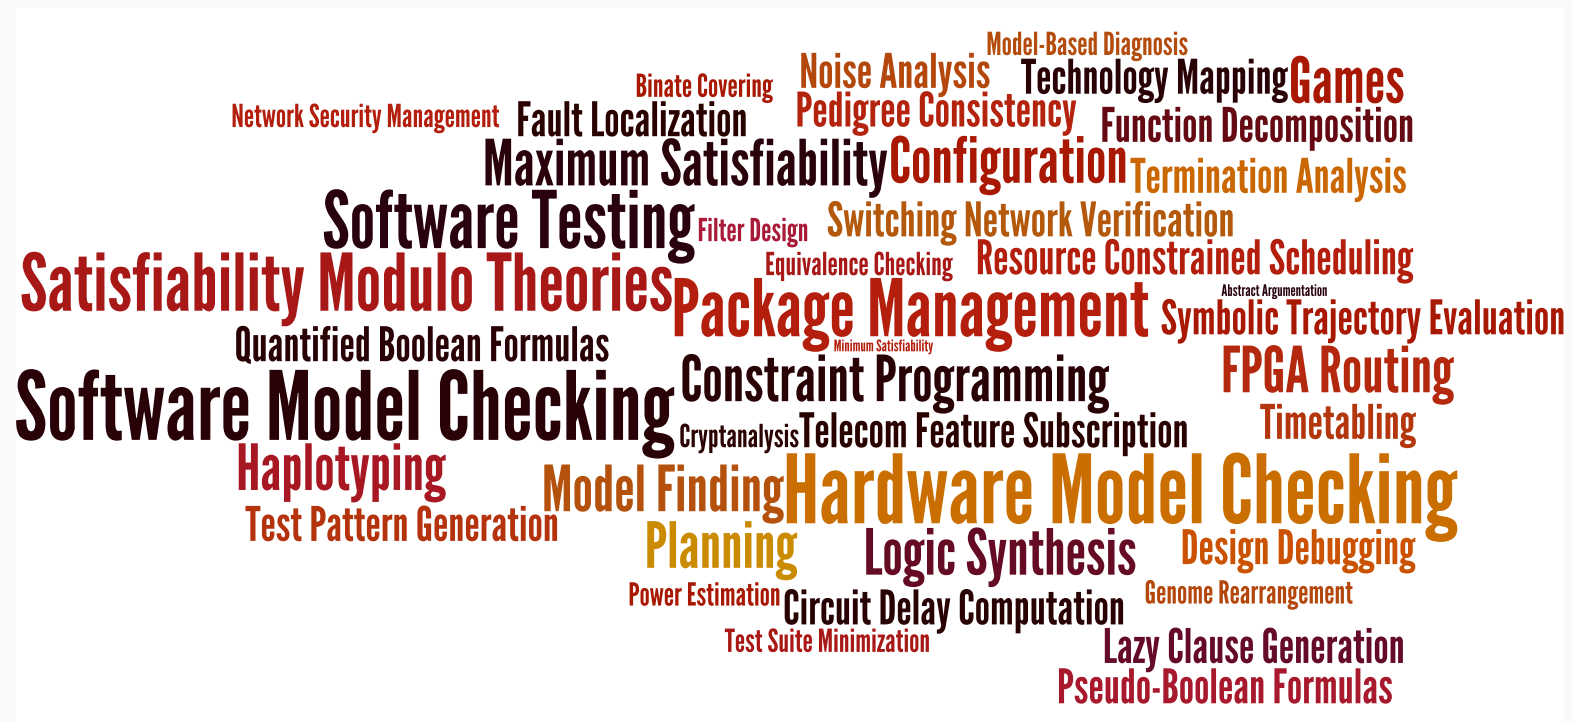 Model-Based Diagnosis
Noise Analysis
Technology Mapping
Games
Binate Covering
Network Security Management
Fault Localization
Pedigree Consistency
Function Decomposition
Maximum Satisfiability
Configuration
Termination Analysis
Software Testing
Filter Design
Switching Network Verification
Equivalence Checking
Resource Constrained Scheduling
Satisfiability Modulo Theories
Package Management
Abstract Argumentation
Symbolic Trajectory Evaluation
Quantified Boolean Formulas
Minimum Satisfiability
Software Model Checking
Constraint Programming
FPGA Routing
Cryptanalysis
Telecom Feature Subscription
Timetabling
Haplotyping
Model Finding
Hardware Model Checking
Test Pattern Generation
Planning
Logic Synthesis
Design Debugging
Power Estimation
Circuit Delay Computation
Genome Rearrangement
Test Suite Minimization
Lazy Clause Generation
Pseudo-Boolean Formulas